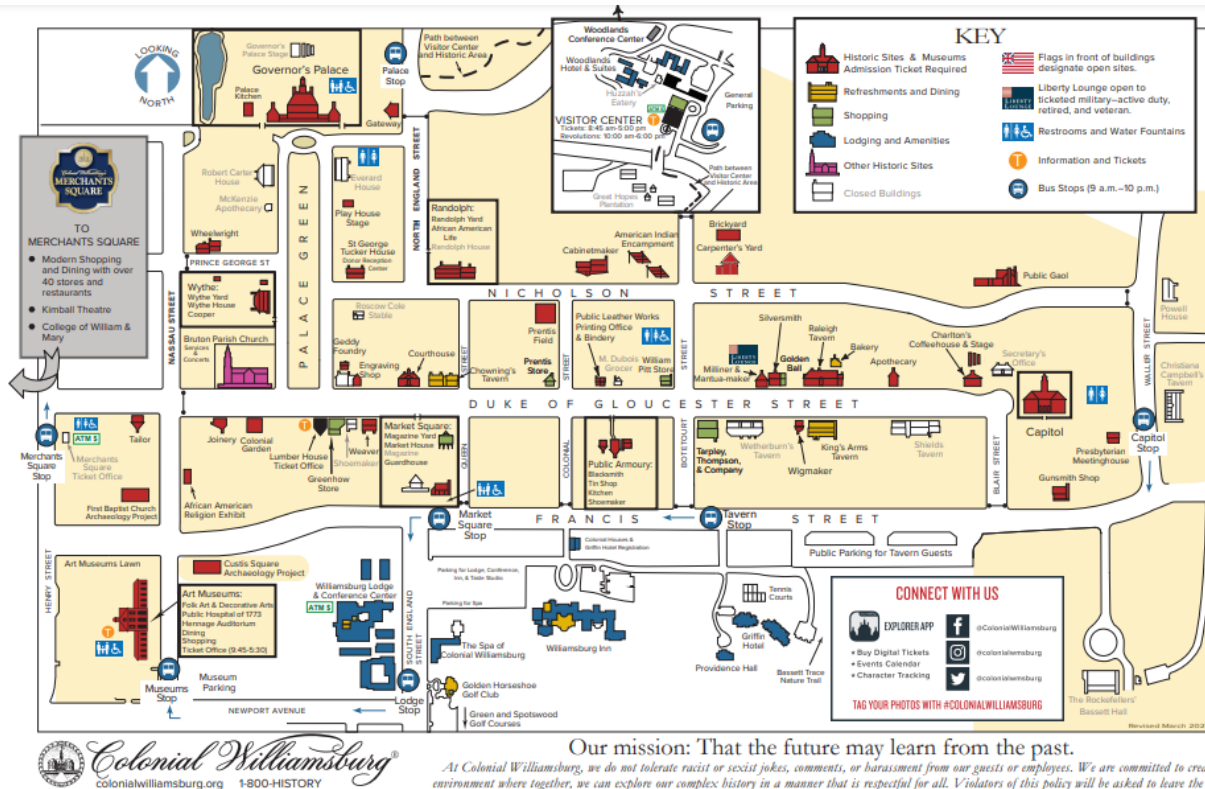 LOOKING
NORTH
Governor's
Palace Stage
Governor's Palace
Palace
Kitchen
Palace
Stop
Gateway
Path between
Visitor Center
and Historic Area
Woodlands
Conference Center
Woodlands
Hotel & Suites
Huzzah's
Eatery
General
Parking
ATM $
VISITOR CENTER
Tickets: 8:45 am-5:00 pm
Revolutions: 10:00 am-6:00 pm
T
Path between
Visitor Center
and Historic Area
Great Hopes
Plantation
KEY
Historic Sites & Museums
Admission Ticket Required
Refreshments and Dining
Shopping
Lodging and Amenities
Other Historic Sites
Closed Buildings
Flags in front of buildings
designate open sites.
LIBERTY
LOUNGE
Liberty Lounge open to
ticketed military–active duty,
retired, and veteran.
Restrooms and Water Fountains
T
Information and Tickets
Bus Stops (9 a.m.–10 p.m.)
Colonial Williamsburg's
MERCHANTS
SQUARE
TO
MERCHANTS SQUARE
• Modern Shopping
and Dining with over
40 stores and
restaurants
• Kimball Theatre
• College of William &
Mary
Robert Carter
House
McKenzie
Apothecary
Wheelwright
PRINCE GEORGE ST
PALACE GREEN
Everard
House
Play House
Stage
St George
Tucker House
Donor Reception
Center
NORTH ENGLAND STREET
Randolph:
Randolph Yard
African American
Life
Randolph House
Cabinetmaker
American Indian
Encampment
Brickyard
Carpenter's Yard
Public Gaol
NICHOLSON STREET
Powell
House
WALLER STREET
NASSAU STREET
Wythe:
Wythe Yard
Wythe House
Cooper
Bruton Parish Church
Services
&
Concerts
Roscow Cole
Stable
Geddy
Foundry
Engraving
Shop
Courthouse
Chowning's
Tavern
STREET
Prentis
Field
Prentis
Store
STREET
Public Leather Works
Printing Office
& Bindery
M. Dubois
Grocer
William
Pitt Store
STREET
LIBERTY
LOUNGE
Milliner &
Mantua-maker
Silversmith
Golden
Ball
Raleigh
Tavern
Bakery
Apothecary
Charlton's
Coffeehouse & Stage
Secretery's
Office
Capitol
Christiana
Campbell's
Tavern
DUKE OF GLOUCESTER STREET
Merchants
Square
Stop
ATM $
Merchants
Square
Ticket Office
Tailor
First Baptist Church
Archaeology Project
Joinery
Colonial
Garden
African American
Religion Exhibit
T
Lumber House
Ticket Office
Greenhow
Store
Shoemaker
Weaver
Market Square:
Magazine Yard
Market House
Magazine
Guardhouse
QUEEN
COLONIAL
Public Armoury:
Blacksmith
Tin Shop
Kitchen
Shoemaker
BOTETOURT
Tarpley,
Thompson,
& Company
Wetherburn's
Tavern
Wigmaker
King's Arms
Tavern
Shields
Tavern
BLAIR STREET
Presbyterian
Meetinghouse
Gunsmith Shop
Capitol
Stop
Market
Square
Stop
FRANCIS STREET
Tavern
Stop
Public Parking for Tavern Guests
HENRY STREET
Art Museums Lawn
T
Custis Square
Archaeology Project
Art Museums:
Folk Art & Decorative Arts
Public Hospital of 1773
Hennage Auditorium
Dining
Shopping
Ticket Office (9:45-5:30)
Museums
Stop
Museum
Parking
NEWPORT AVENUE
Williamsburg Lodge
& Conference Center
ATM $
SOUTH ENGLAND
STREET
Lodge
Stop
Colonial Houses &
Griffin Hotel Registration
Parking for Lodge, Conference,
Inn, & Taste Studio
Parking for Spa
The Spa of
Colonial Williamsburg
Williamsburg Inn
Golden Horseshoe
Golf Club
Green and Spotswood
Golf Courses
Tennis
Courts
Griffin
Hotel
Providence Hall
Bassett Trace
Nature Trail
CONNECT WITH US
EXPLORER APP
• Buy Digital Tickets
• Events Calendar
• Character Tracking
@ColonialWilliamsburg
@colonialwmsburg
@colonialwmsburg
TAG YOUR PHOTOS WITH #COLONIALWILLIAMSBURG
The Rockefellers'
Bassett Hall
Revised March 202
Colonial Williamsburg®
colonialwilliamsburg.org 1-800-HISTORY
Our mission: That the future may learn from the past.
At Colonial Williamsburg, we do not tolerate racist or sexist jokes, comments, or harassment from our guests or employees. We are committed to crea
environment where together, we can explore our complex history in a manner that is respectful for all. Violators of this policy will be asked to leave the